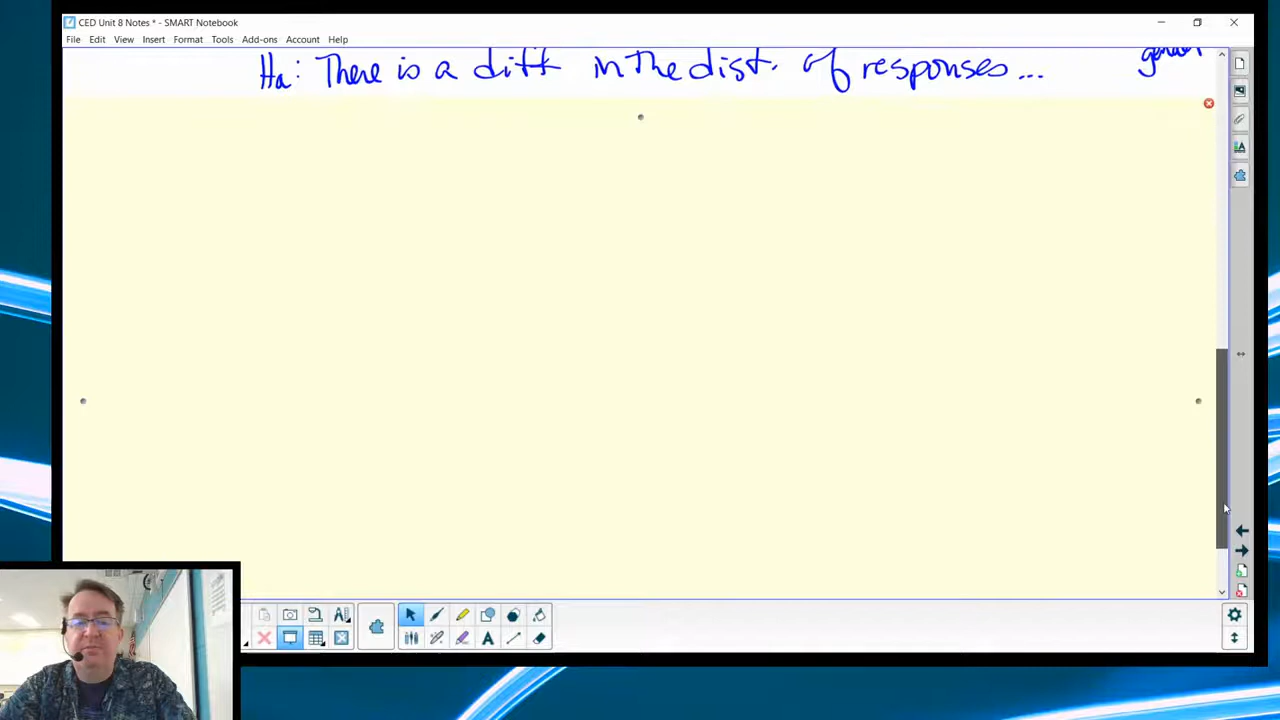 CED Unit 8 Notes * - SMART Notebook
File Edit View Insert Format Tools Add-ons Account Help
gender
Ha: There is a diff in the dist. of responses...